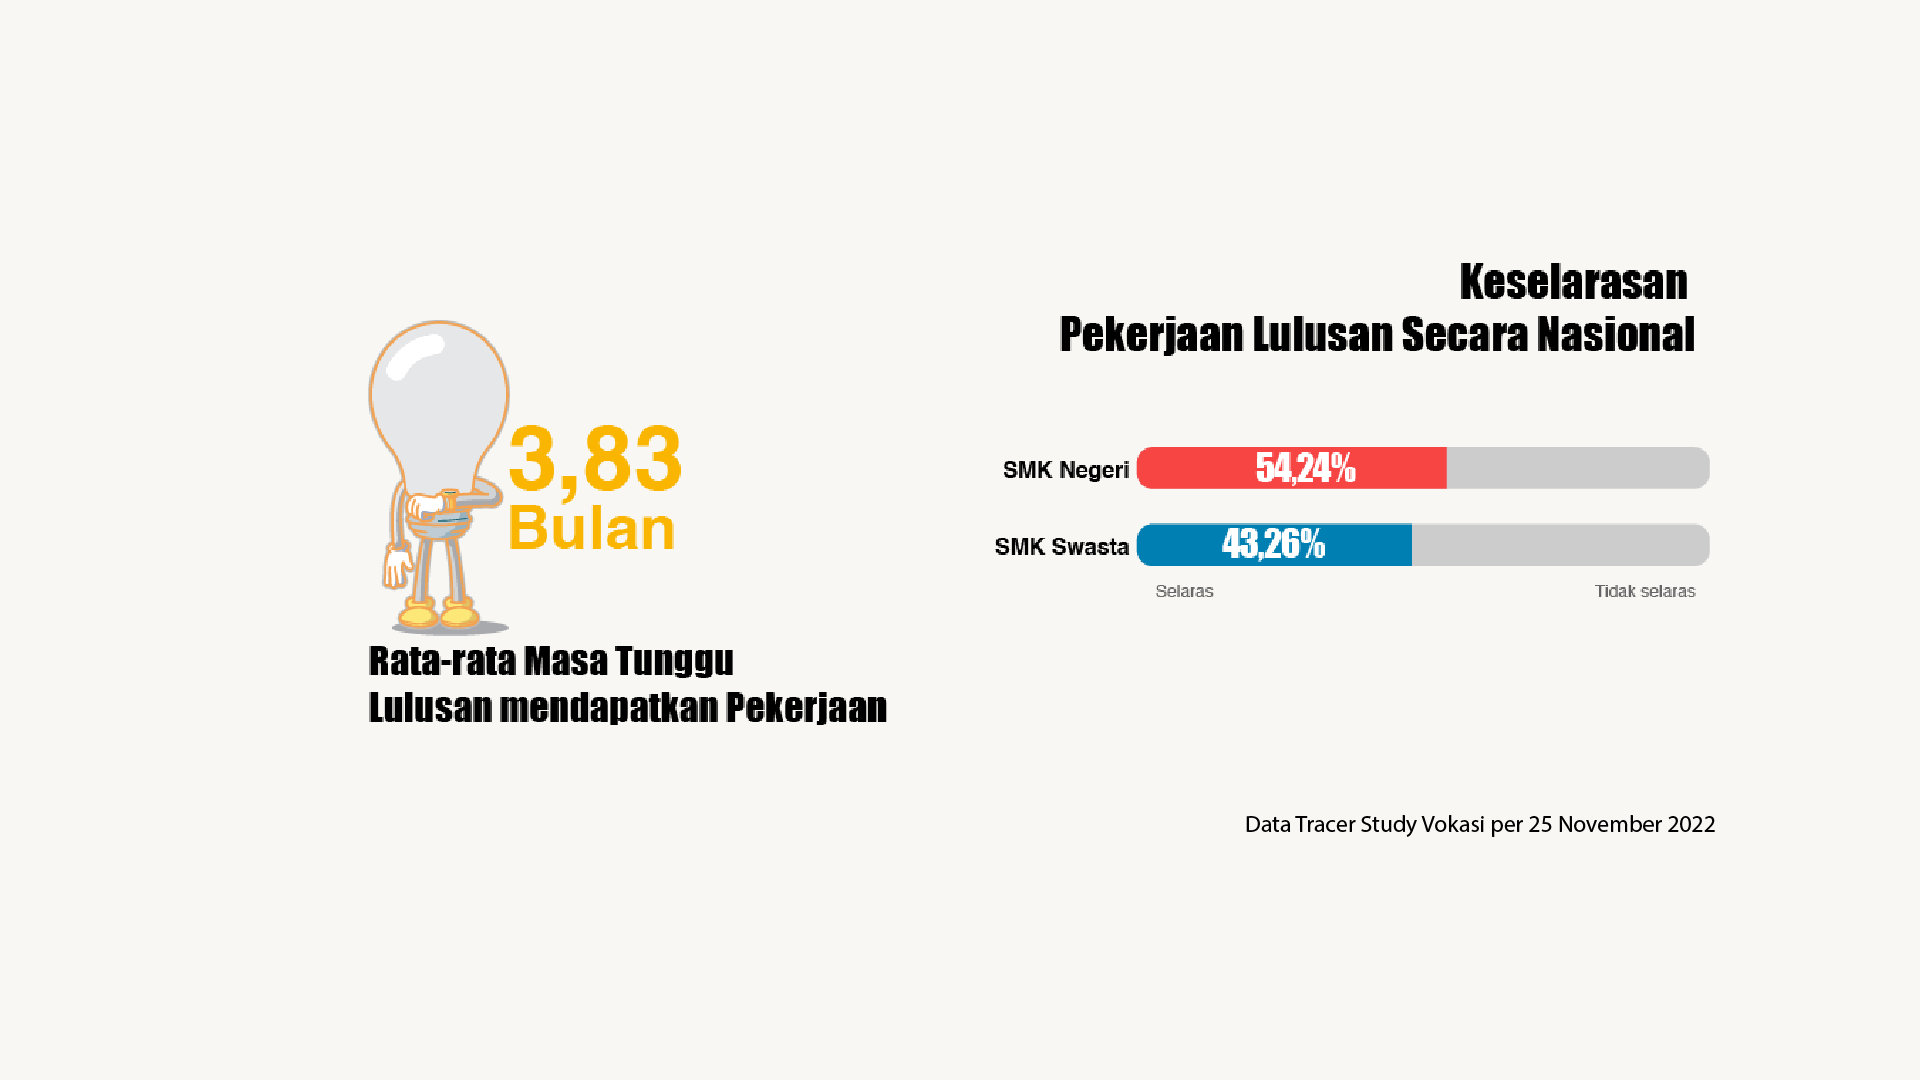 3,83
Bulan
Rata-rata Masa Tunggu
Lulusan mendapatkan Pekerjaan
Keselarasan
Pekerjaan Lulusan Secara Nasional
SMK Negeri 54,24%
SMK Swasta 43,26%
Selaras Tidak selaras
Data Tracer Study Vokasi per 25 November 2022